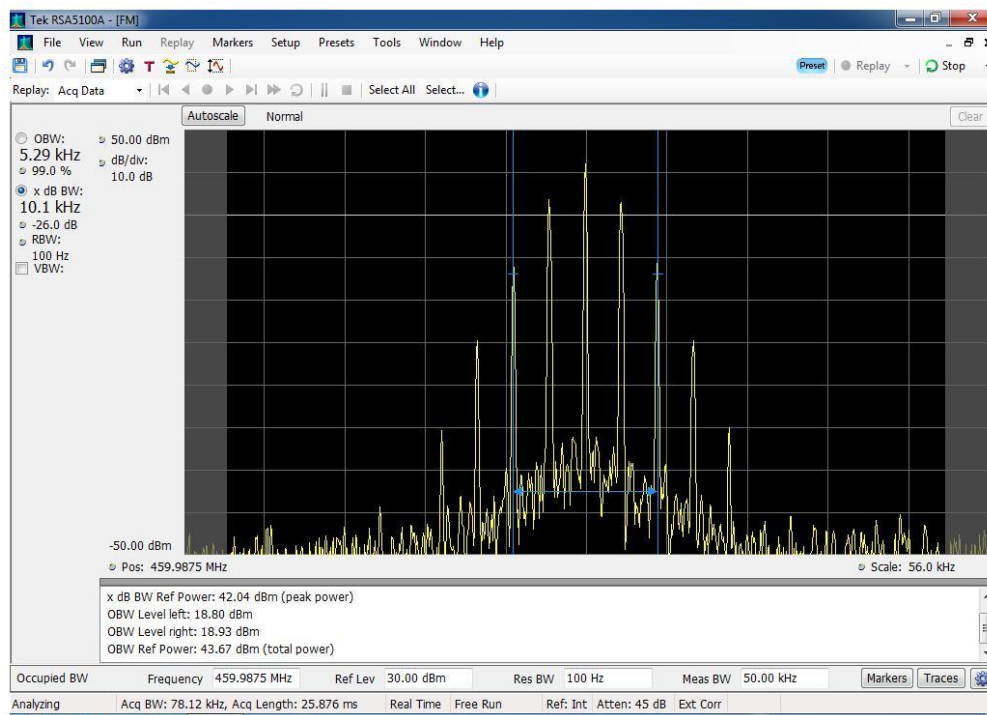 Tek RSA5100A - [FM]
File View Run Replay Markers Setup Presets Tools Window Help
Preset Replay Stop
Replay: Acq Data Select All Select...
Autoscale Normal Clear
OBW:
5.29 kHz
99.0 %
x dB BW:
10.1 kHz
-26.0 dB
RBW:
100 Hz
VBW:
50.00 dBm
dB/div:
10.0 dB
-50.00 dBm
Pos: 459.9875 MHz Scale: 56.0 kHz
x dB BW Ref Power: 42.04 dBm (peak power)
OBW Level left: 18.80 dBm
OBW Level right: 18.93 dBm
OBW Ref Power: 43.67 dBm (total power)
Occupied BW Frequency 459.9875 MHz Ref Lev 30.00 dBm Res BW 100 Hz Meas BW 50.00 kHz Markers Traces
Analyzing Acq BW: 78.12 kHz, Acq Length: 25.876 ms Real Time Free Run Ref: Int Atten: 45 dB Ext Corr